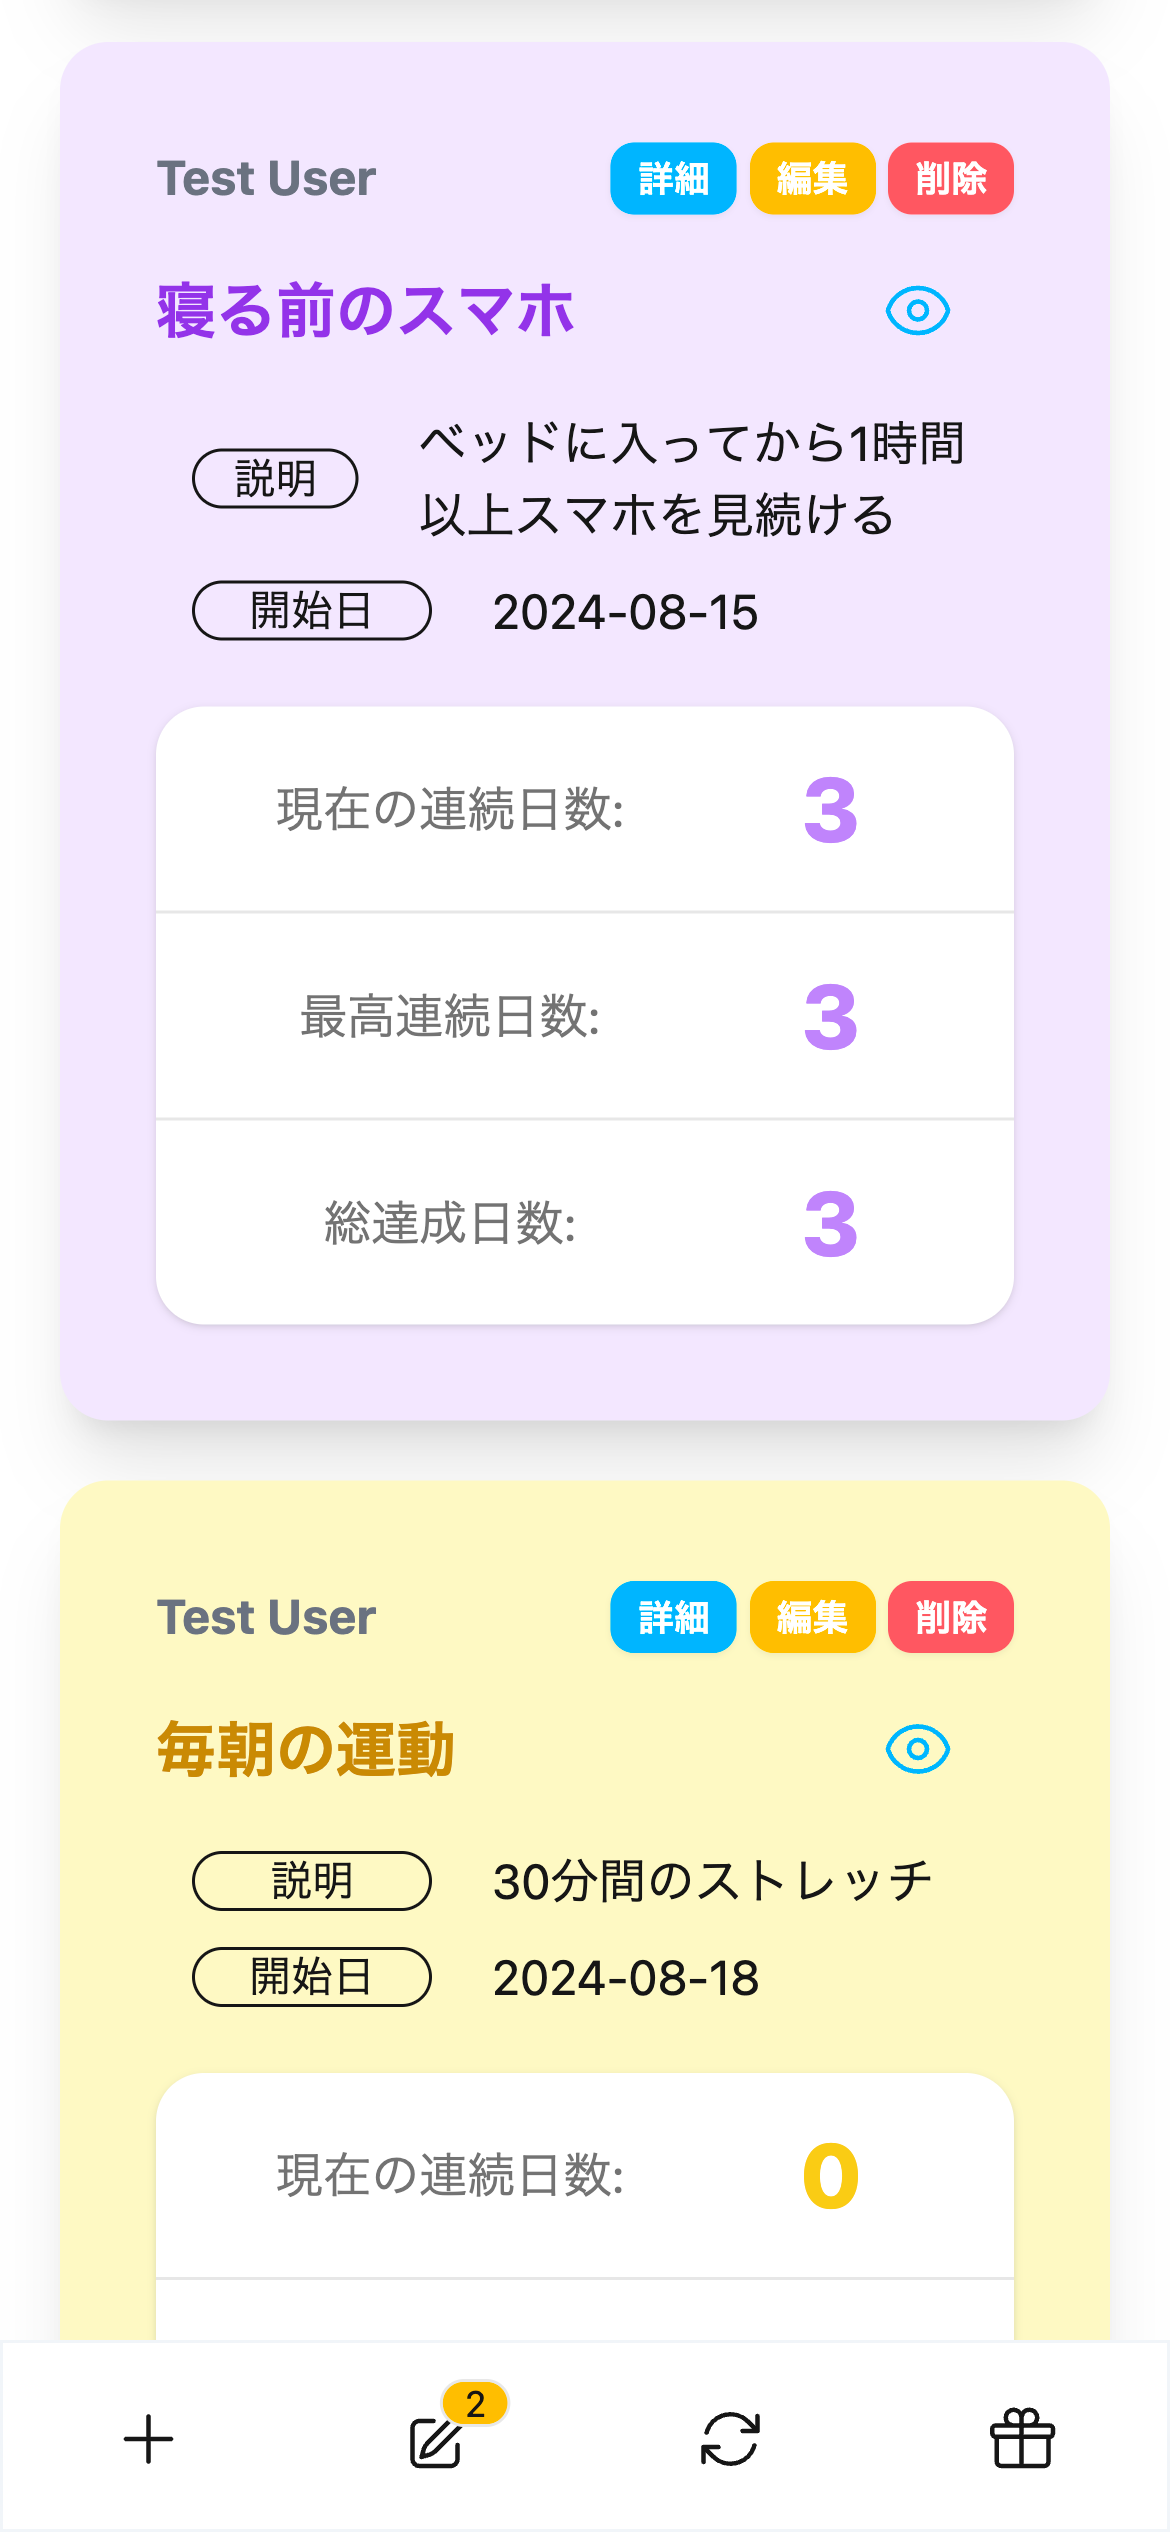 Test User 詳細 編集 削除
寝る前のスマホ
説明 ベッドに入ってから1時間
以上スマホを見続ける
開始日 2024-08-15
現在の連続日数: 3
最高連続日数: 3
総達成日数: 3
Test User 詳細 編集 削除
毎朝の運動
説明 30分間のストレッチ
開始日 2024-08-18
現在の連続日数: 0
2